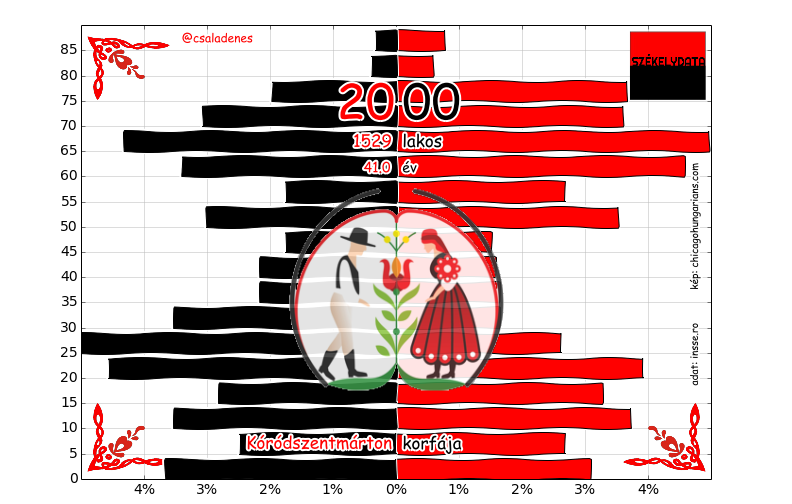 @csaladenes
SZÉKELYDATA
2000
1529 lakos
41.0 év
Kóródszentmárton korfája
kép: chicagohungarians.com
adat: insse.ro
85
80
75
70
65
60
55
50
45
40
35
30
25
20
15
10
5
0
4% 3% 2% 1% 0% 1% 2% 3% 4%